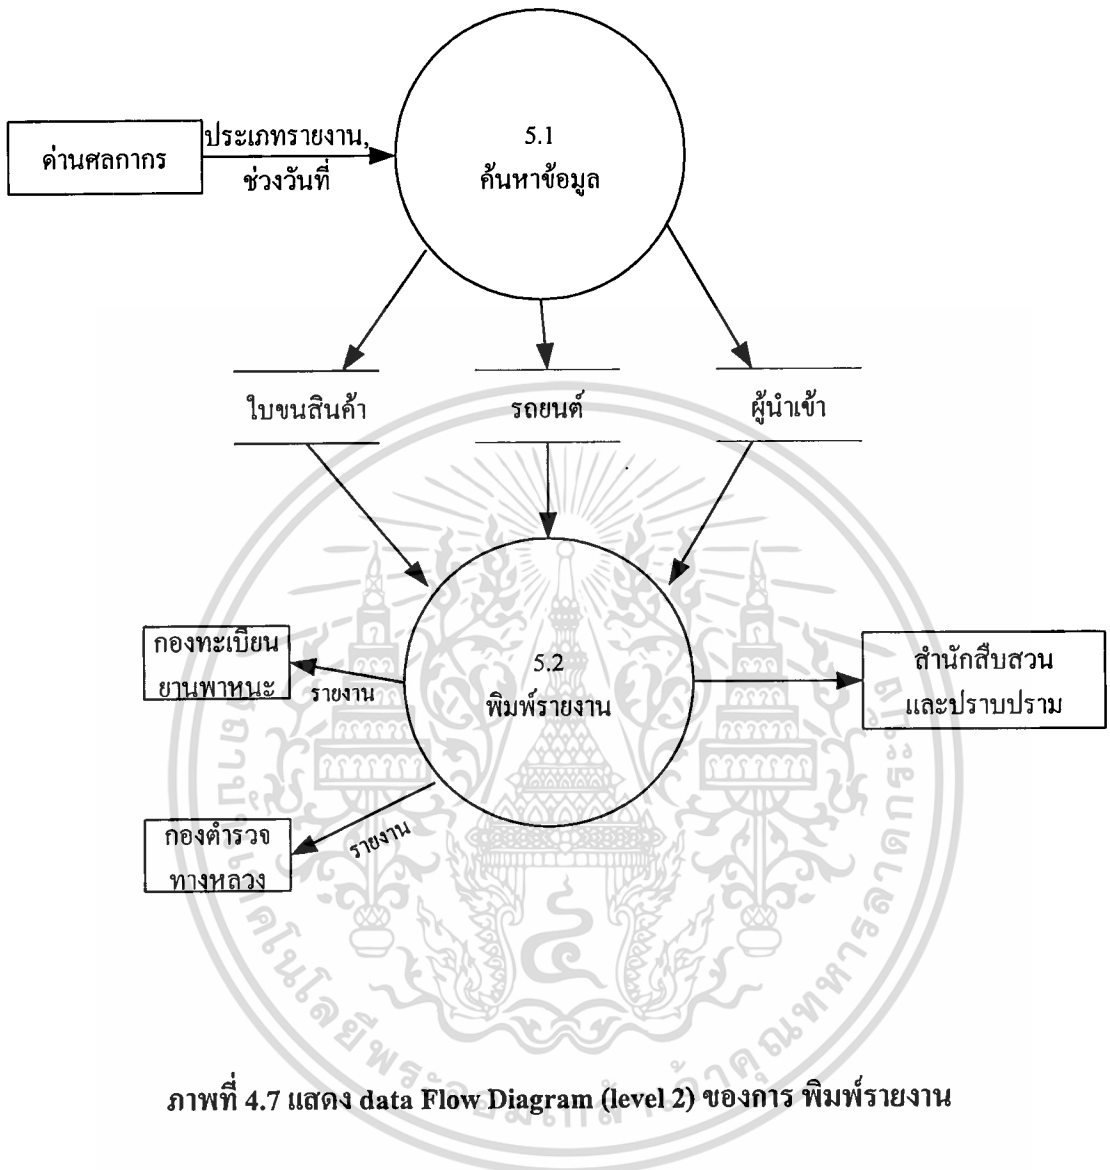 5.1
ค้นหาข้อมูล
ด่านศุลกากร
ประเภทรายงาน,
ช่วงวันที่
ใบขนสินค้า
รถยนต์
ผู้นำเข้า
5.2
พิมพ์รายงาน
กองทะเบียน
ยานพาหนะ
รายงาน
สำนักสืบสวน
และปราบปราม
กองตำรวจ
ทางหลวง
รายงาน
ภาพที่ 4.7 แสดง data Flow Diagram (level 2) ของการ พิมพ์รายงาน